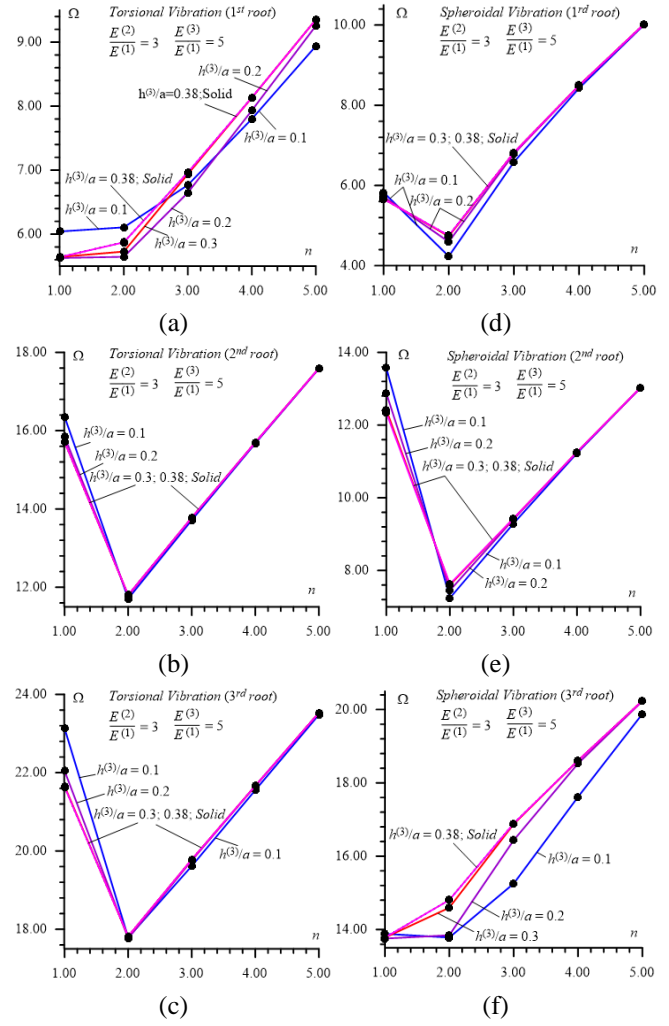 Ω
Torsional Vibration (1st root)
E(2)/E(1) = 3 E(3)/E(1) = 5
9.00
8.00
7.00
6.00
h(3)/a = 0.2
h(3)/a=0.38;Solid
h(3)/a = 0.1
h(3)/a = 0.38; Solid
h(3)/a = 0.1
h(3)/a = 0.2
h(3)/a = 0.3
n
1.00 2.00 3.00 4.00 5.00
(a)
Ω
Spheroidal Vibration (1rd root)
E(2)/E(1) = 3 E(3)/E(1) = 5
10.00
8.00
6.00
4.00
h(3)/a = 0.3; 0.38; Solid
h(3)/a = 0.1
h(3)/a = 0.2
n
1.00 2.00 3.00 4.00 5.00
(d)
Ω
Torsional Vibration (2nd root)
E(2)/E(1) = 3 E(3)/E(1) = 5
18.00
16.00
14.00
12.00
h(3)/a = 0.1
h(3)/a = 0.2
h(3)/a = 0.3; 0.38; Solid
n
1.00 2.00 3.00 4.00 5.00
(b)
Ω
Spheroidal Vibration (2nd root)
E(2)/E(1) = 3 E(3)/E(1) = 5
14.00
12.00
10.00
8.00
h(3)/a = 0.1
h(3)/a = 0.2
h(3)/a = 0.3; 0.38; Solid
h(3)/a = 0.1
h(3)/a = 0.2
n
1.00 2.00 3.00 4.00 5.00
(e)
Ω
Torsional Vibration (3rd root)
E(2)/E(1) = 3 E(3)/E(1) = 5
24.00
22.00
20.00
18.00
h(3)/a = 0.1
h(3)/a = 0.2
h(3)/a = 0.3; 0.38; Solid
h(3)/a = 0.1
n
1.00 2.00 3.00 4.00 5.00
(c)
Ω
Spheroidal Vibration (3rd root)
E(2)/E(1) = 3 E(3)/E(1) = 5
20.00
18.00
16.00
14.00
h(3)/a = 0.38; Solid
h(3)/a = 0.1
h(3)/a = 0.2
h(3)/a = 0.3
n
1.00 2.00 3.00 4.00 5.00
(f)